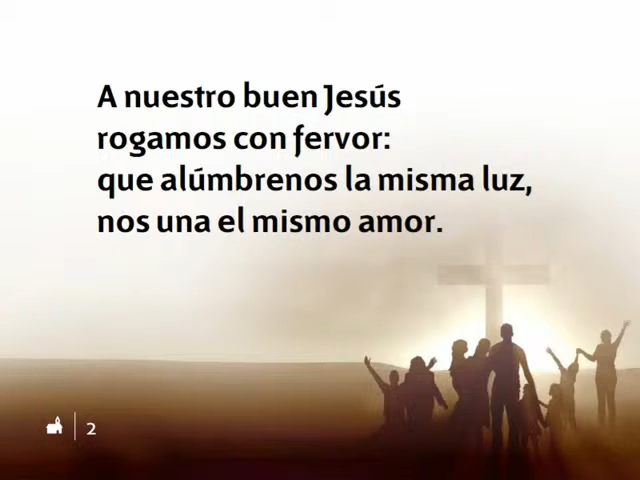 A nuestro buen Jesús
rogamos con fervor:
que alúmbrenos la misma luz,
nos una el mismo amor.
2